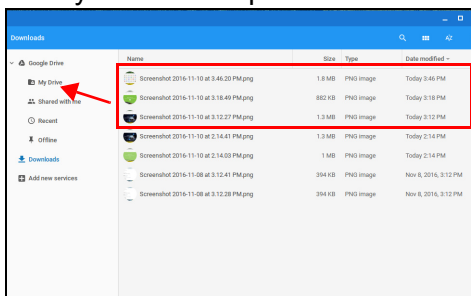 Downloads
Google Drive
My Drive
Shared with me
Recent
Offline
Downloads
Add new services
Name Size Type Date modified
Screenshot 2016-11-10 at 3.46.20 PM.png 1.8 MB PNG image Today 3:46 PM
Screenshot 2016-11-10 at 3.18.49 PM.png 882 KB PNG image Today 3:18 PM
Screenshot 2016-11-10 at 3.12.27 PM.png 1.3 MB PNG image Today 3:12 PM
Screenshot 2016-11-10 at 2.14.41 PM.png 1.3 MB PNG image Today 2:14 PM
Screenshot 2016-11-10 at 2.14.03 PM.png 1 MB PNG image Today 2:14 PM
Screenshot 2016-11-08 at 3.12.41 PM.png 394 KB PNG image Nov 8, 2016, 3:12 PM
Screenshot 2016-11-08 at 3.12.28 PM.png 394 KB PNG image Nov 8, 2016, 3:12 PM